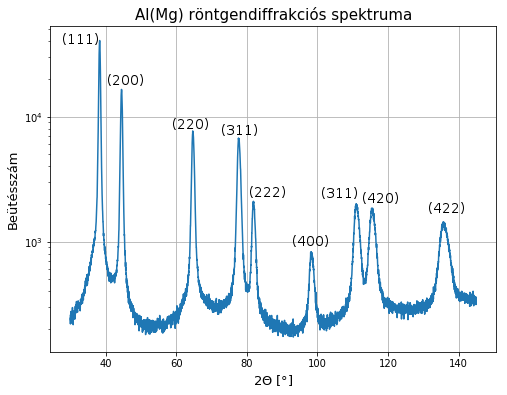 Al(Mg) röntgendiffrakciós spektruma
(111)
(200)
(220)
(311)
(222)
(400)
(311)
(420)
(422)
10⁴
10³
Beütésszám
40 60 80 100 120 140
2Θ [°]